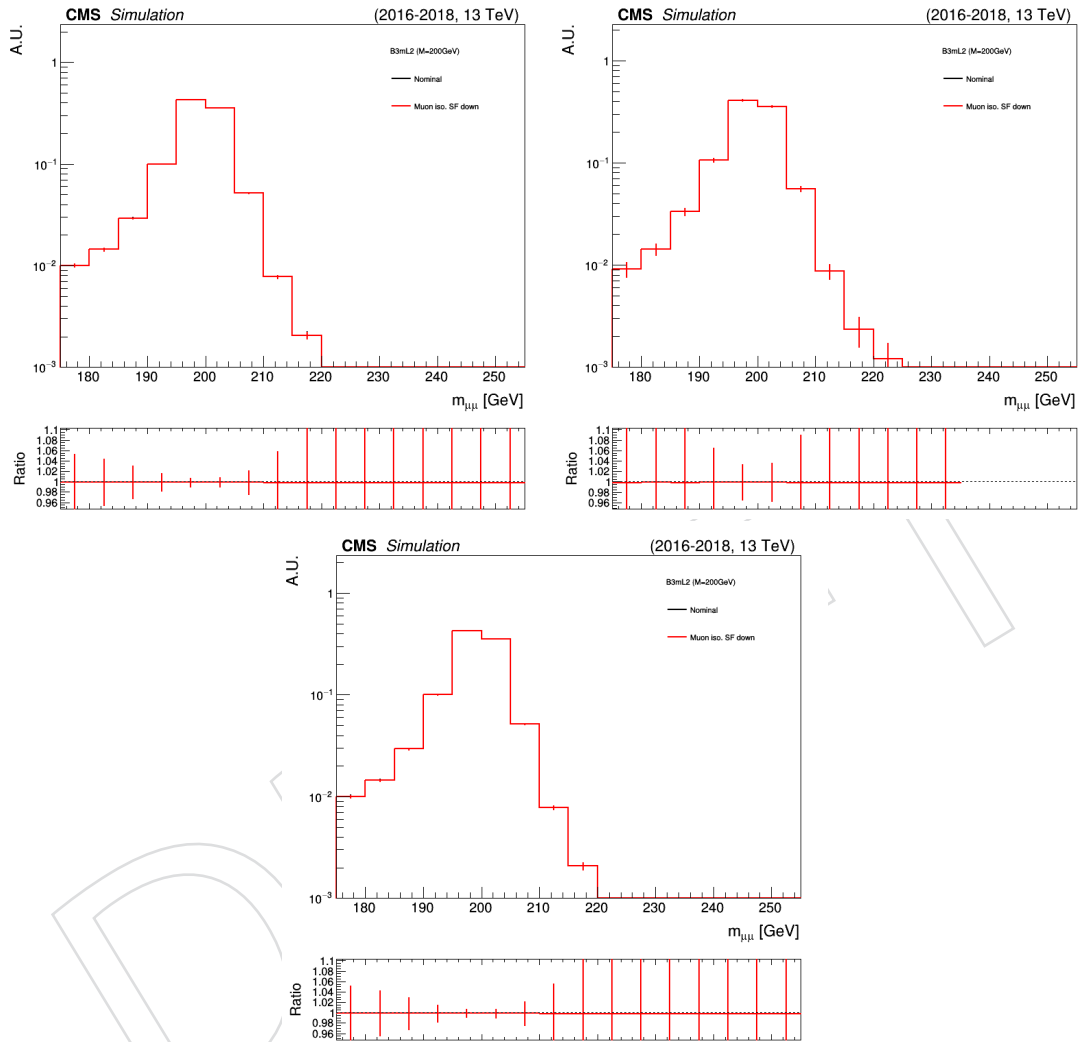 CMS Simulation (2016-2018, 13 TeV)
A.U.
B3mL2 (M=200GeV)
Nominal
Muon iso. SF down
1
10−1
10−2
10−3
180 190 200 210 220 230 240 250
mμμ [GeV]
Ratio
1.1
1.08
1.06
1.04
1.02
1
0.98
0.96
CMS Simulation (2016-2018, 13 TeV)
A.U.
B3mL2 (M=200GeV)
Nominal
Muon iso. SF down
1
10−1
10−2
10−3
180 190 200 210 220 230 240 250
mμμ [GeV]
Ratio
1.1
1.08
1.06
1.04
1.02
1
0.98
0.96
CMS Simulation (2016-2018, 13 TeV)
A.U.
B3mL2 (M=200GeV)
Nominal
Muon iso. SF down
1
10−1
10−2
10−3
180 190 200 210 220 230 240 250
mμμ [GeV]
Ratio
1.1
1.08
1.06
1.04
1.02
1
0.98
0.96